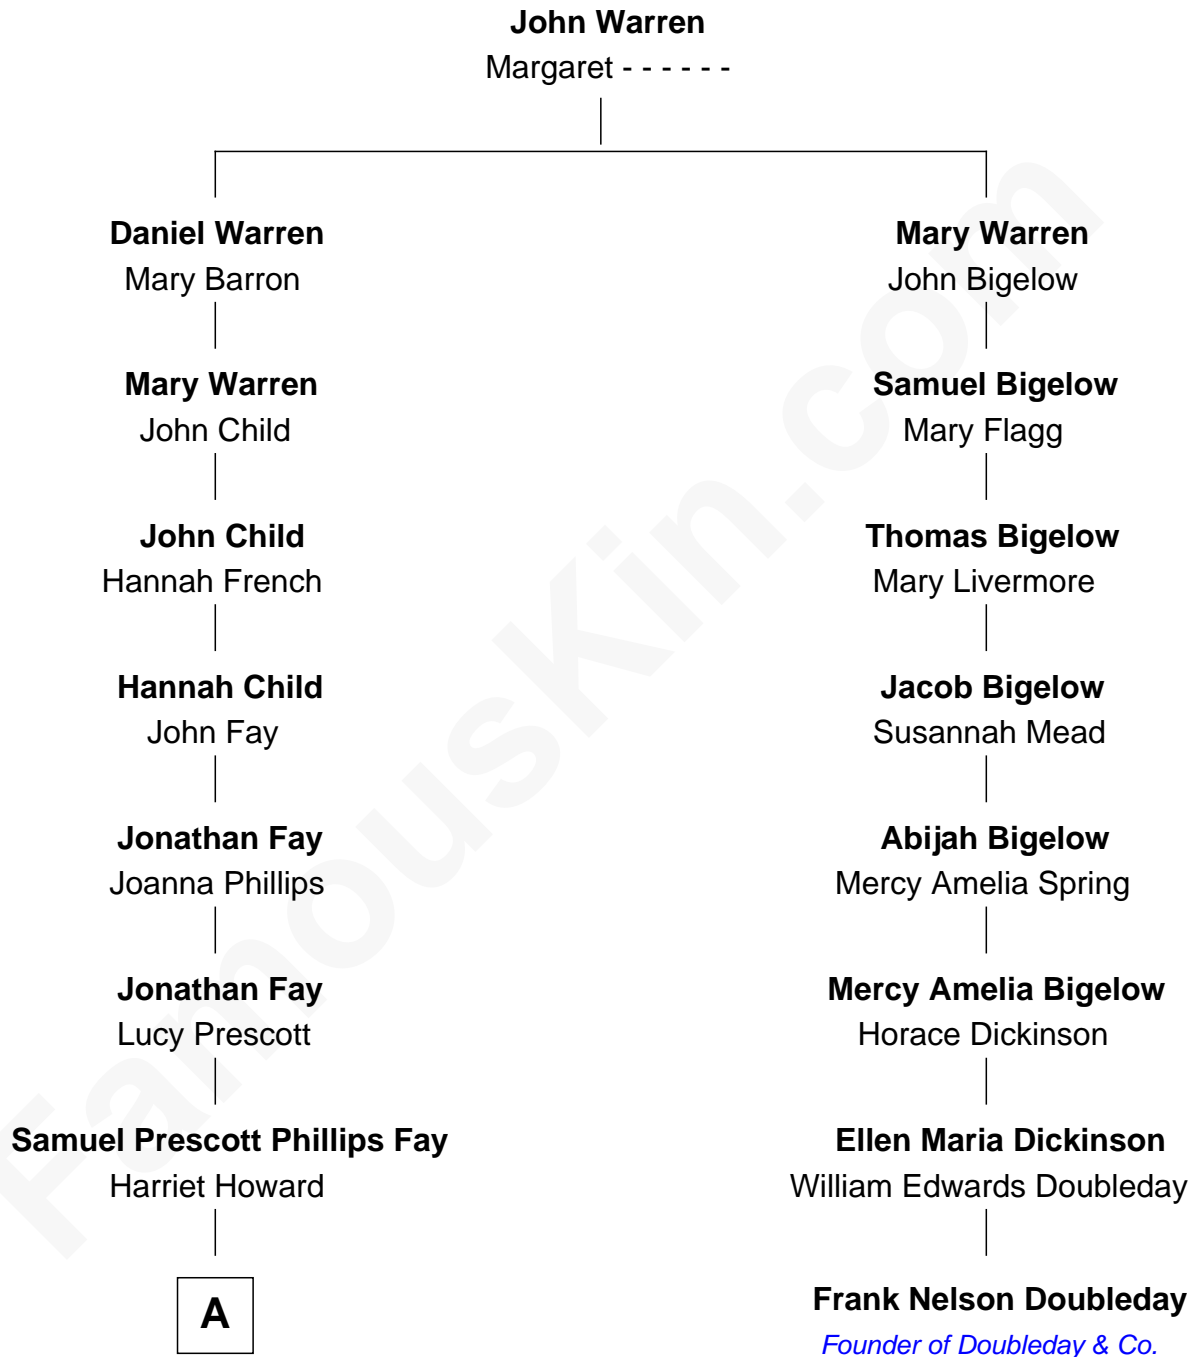 John Warren
Margaret - - - - - -
Daniel Warren
Mary Barron
Mary Warren
John Bigelow
Mary Warren
John Child
Samuel Bigelow
Mary Flagg
John Child
Hannah French
Thomas Bigelow
Mary Livermore
Hannah Child
John Fay
Jacob Bigelow
Susannah Mead
Jonathan Fay
Joanna Phillips
Abijah Bigelow
Mercy Amelia Spring
Jonathan Fay
Lucy Prescott
Mercy Amelia Bigelow
Horace Dickinson
Samuel Prescott Phillips Fay
Harriet Howard
Ellen Maria Dickinson
William Edwards Doubleday
A
Frank Nelson Doubleday
Founder of Doubleday & Co.
FamousKin.com